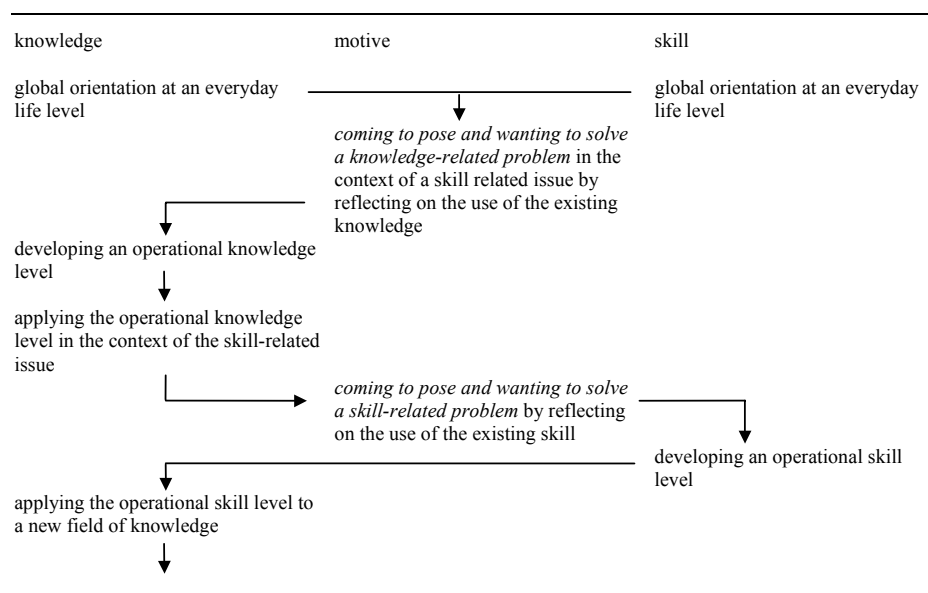 knowledge motive skill
global orientation at an everyday
life level
global orientation at an everyday
life level
coming to pose and wanting to solve
a knowledge-related problem in the
context of a skill related issue by
reflecting on the use of the existing
knowledge
developing an operational knowledge
level
applying the operational knowledge
level in the context of the skill-related
issue
coming to pose and wanting to solve
a skill-related problem by reflecting
on the use of the existing skill
developing an operational skill
level
applying the operational skill level to
a new field of knowledge